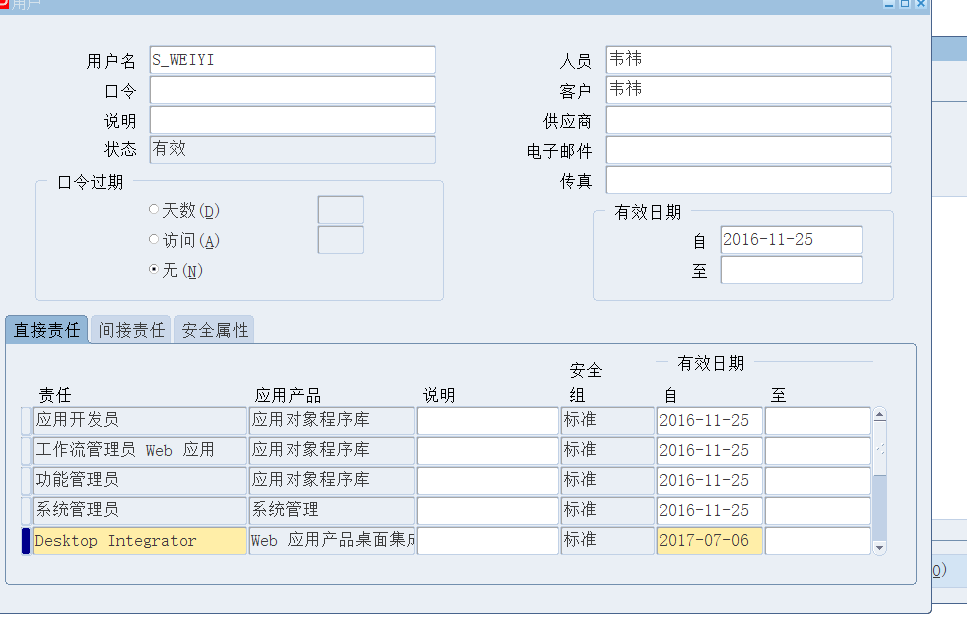 用户
用户名 S_WEIYI 人员 韦祎
口令 客户 韦祎
说明 供应商
状态 有效 电子邮件
传真
口令过期
天数(D)
访问(A)
无(N)
有效日期
自 2016-11-25
至
直接责任 间接责任 安全属性
有效日期
责任 应用产品 说明 安全组 自 至
应用开发员 应用对象程序库 标准 2016-11-25
工作流管理员 Web 应用 应用对象程序库 标准 2016-11-25
功能管理员 应用对象程序库 标准 2016-11-25
系统管理员 系统管理 标准 2016-11-25
Desktop Integrator Web 应用产品桌面集成 标准 2017-07-06
O)